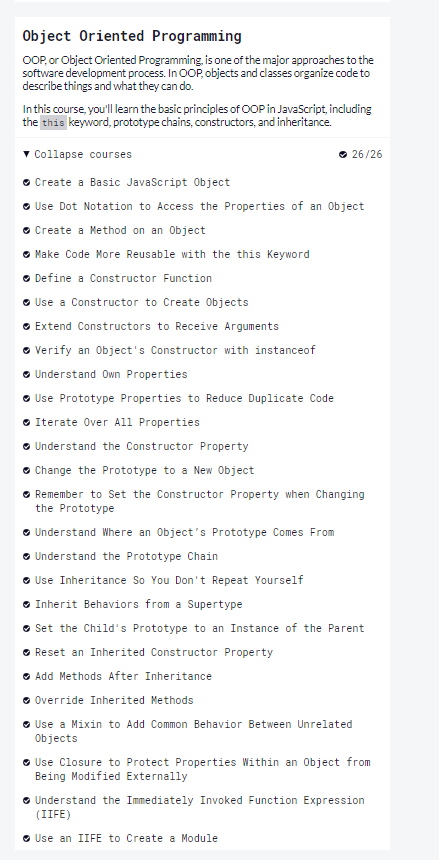 Object Oriented Programming
OOP, or Object Oriented Programming, is one of the major approaches to the
software development process. In OOP, objects and classes organize code to
describe things and what they can do.
In this course, you'll learn the basic principles of OOP in JavaScript, including
the this keyword, prototype chains, constructors, and inheritance.
Collapse courses 26/26
Create a Basic JavaScript Object
Use Dot Notation to Access the Properties of an Object
Create a Method on an Object
Make Code More Reusable with the this Keyword
Define a Constructor Function
Use a Constructor to Create Objects
Extend Constructors to Receive Arguments
Verify an Object's Constructor with instanceof
Understand Own Properties
Use Prototype Properties to Reduce Duplicate Code
Iterate Over All Properties
Understand the Constructor Property
Change the Prototype to a New Object
Remember to Set the Constructor Property when Changing
the Prototype
Understand Where an Object's Prototype Comes From
Understand the Prototype Chain
Use Inheritance So You Don't Repeat Yourself
Inherit Behaviors from a Supertype
Set the Child's Prototype to an Instance of the Parent
Reset an Inherited Constructor Property
Add Methods After Inheritance
Override Inherited Methods
Use a Mixin to Add Common Behavior Between Unrelated
Objects
Use Closure to Protect Properties Within an Object from
Being Modified Externally
Understand the Immediately Invoked Function Expression
(IIFE)
Use an IIFE to Create a Module